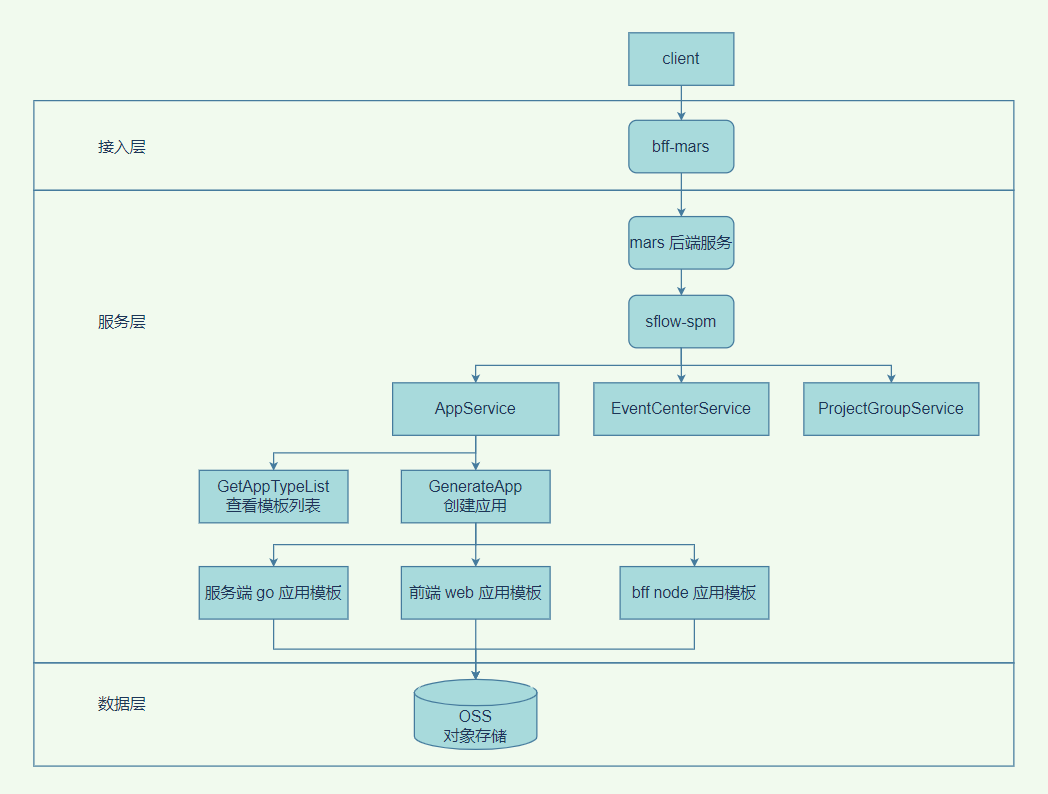 client
接入层
bff-mars
mars 后端服务
服务层
sflow-spm
AppService
EventCenterService
ProjectGroupService
GetAppTypeList
查看模板列表
GenerateApp
创建应用
服务端 go 应用模板
前端 web 应用模板
bff node 应用模板
数据层
OSS
对象存储